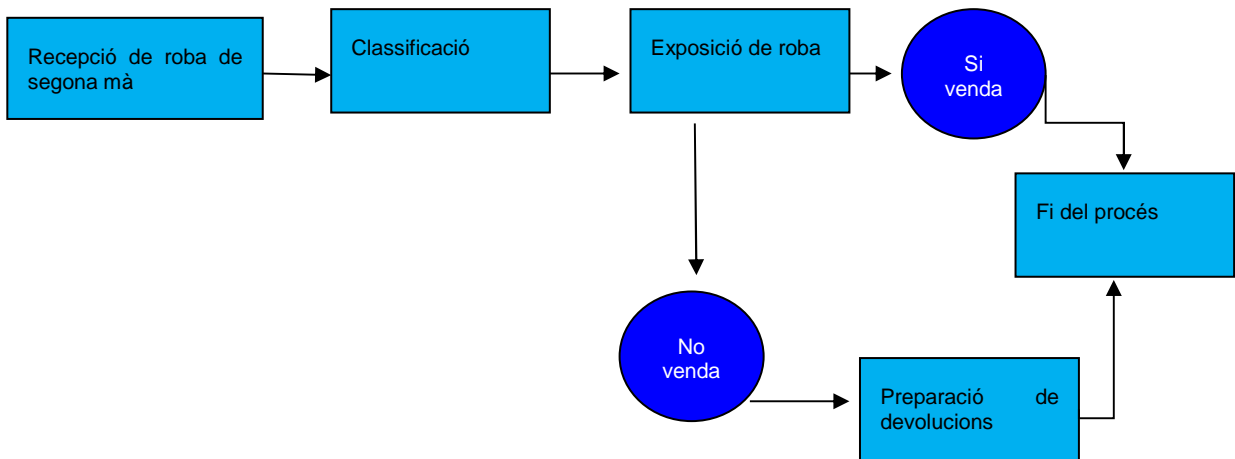 Recepció de roba de
segona mà
Classificació
Exposició de roba
Si
venda
Fi del procés
No
venda
Preparació de
devolucions